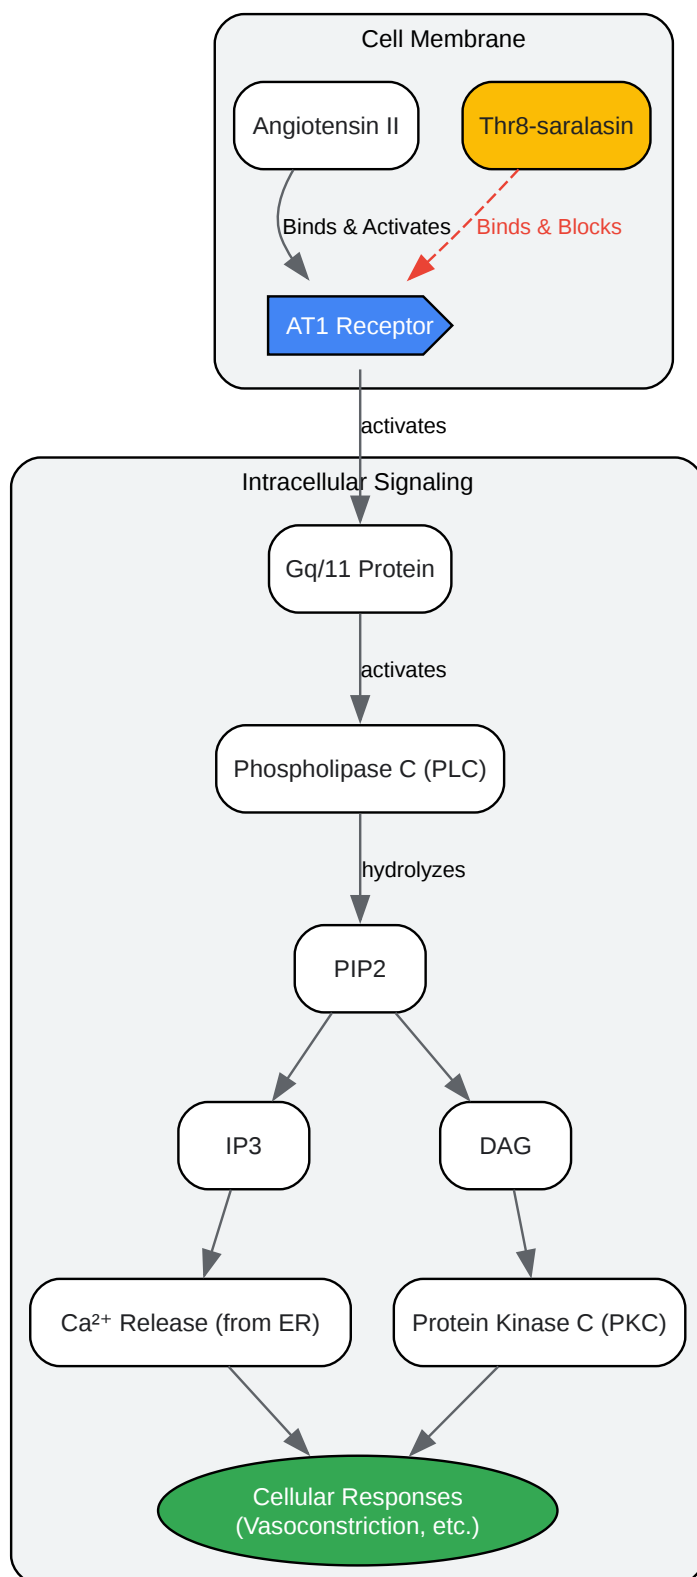 Cell Membrane
Angiotensin II
Thr8-saralasin
Binds & Activates
Binds & Blocks
AT1 Receptor
activates
Intracellular Signaling
Gq/11 Protein
activates
Phospholipase C (PLC)
hydrolyzes
PIP2
IP3
DAG
Ca²⁺ Release (from ER)
Protein Kinase C (PKC)
Cellular Responses
(Vasoconstriction, etc.)